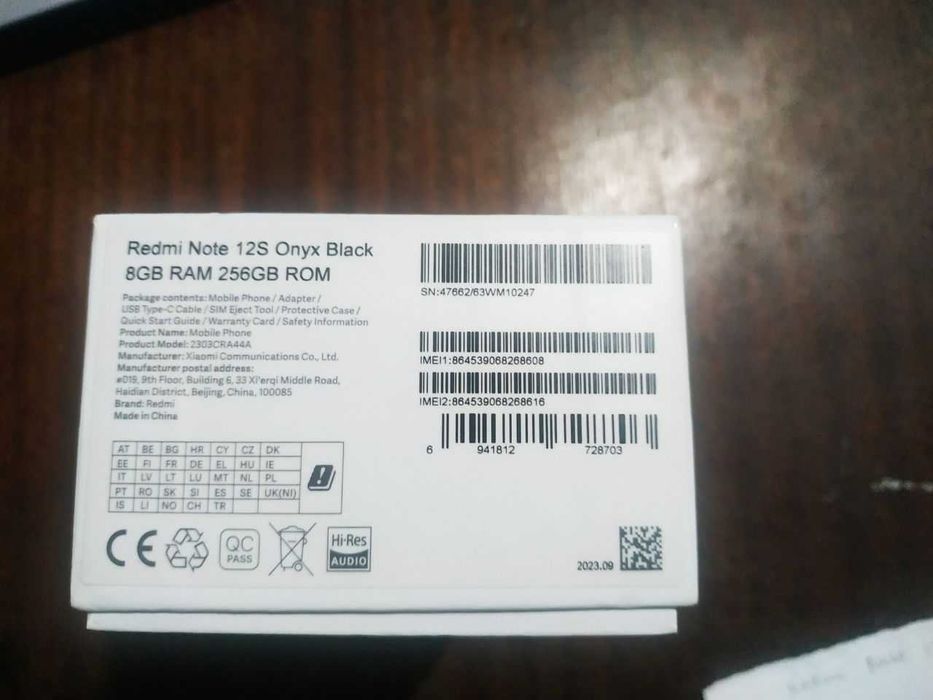 Redmi Note 12S Onyx Black
8GB RAM 256GB ROM
Package contents: Mobile Phone / Adapter /
USB Type-C Cable / SIM Eject Tool / Protective Case /
Quick Start Guide / Warranty Card / Safety Information
Product Name: Mobile Phone
Product Model: 2303CRA44A
Manufacturer: Xiaomi Communications Co., Ltd.
Manufacturer postal address:
#019, 9th Floor, Building 6, 33 Xi'erqi Middle Road,
Haidian District, Beijing, China, 100085
Brand: Redmi
Made in China
SN:47662/63WM10247
IMEI1:864539068268608
IMEI2:864539068268616
6 941812 728703
AT BE BG HR CY CZ DK
EE FI FR DE EL HU IE
IT LV LT LU MT NL PL
PT RO SK SI ES SE UK(NI)
IS LI NO CH TR
CE
QC
PASS
Hi-Res
AUDIO
2023.09